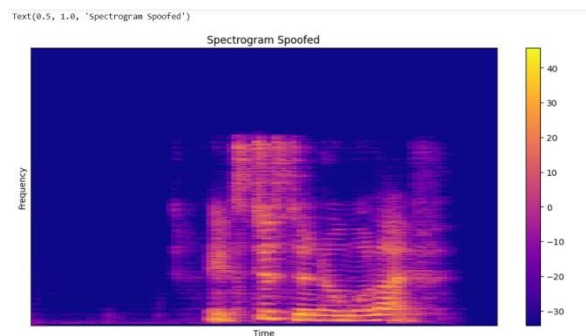 Text(0.5, 1.0, 'Spectrogram Spoofed')
Spectrogram Spoofed
Frequency
Time
40
30
20
10
0
−10
−20
−30